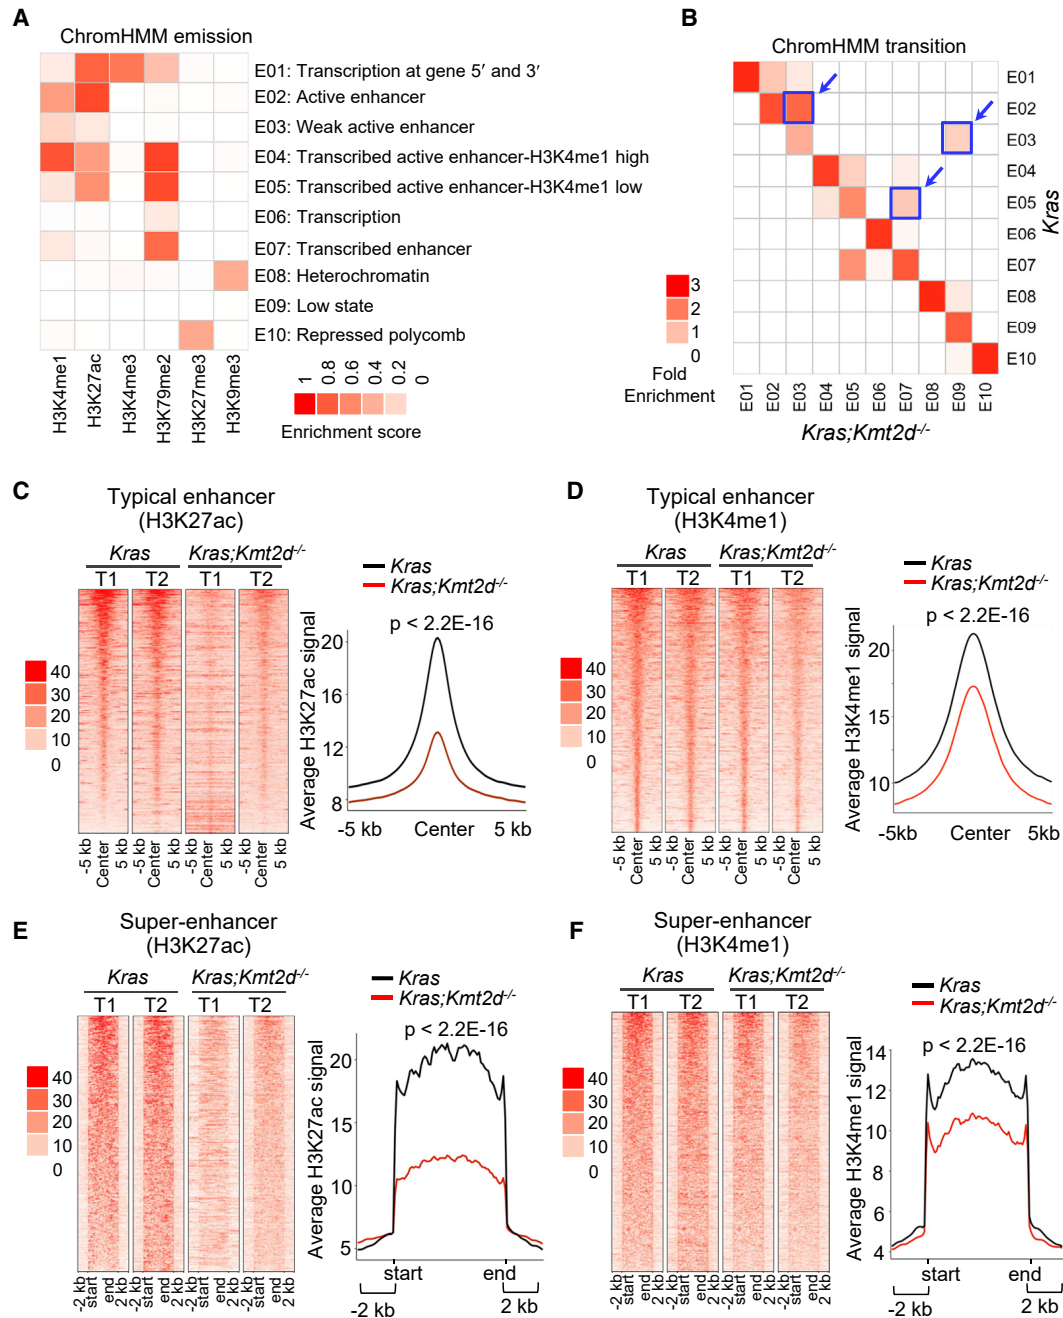 A
ChromHMM emission
E01: Transcription at gene 5′ and 3′
E02: Active enhancer
E03: Weak active enhancer
E04: Transcribed active enhancer-H3K4me1 high
E05: Transcribed active enhancer-H3K4me1 low
E06: Transcription
E07: Transcribed enhancer
E08: Heterochromatin
E09: Low state
E10: Repressed polycomb
H3K4me1
H3K27ac
H3K4me3
H3K79me2
H3K27me3
H3K9me3
1
0.8
0.6
0.4
0.2
0
Enrichment score
B
ChromHMM transition
E01
E02
E03
E04
E05
E06
E07
E08
E09
E10
Kras
3
2
1
0
Fold
Enrichment
E01
E02
E03
E04
E05
E06
E07
E08
E09
E10
Kras;Kmt2d-/-
C
Typical enhancer
(H3K27ac)
Kras
Kras;Kmt2d-/-
T1 T2 T1 T2
40
30
20
10
0
-5 kb
Center
5 kb
-5 kb
Center
5 kb
-5 kb
Center
5 kb
-5 kb
Center
5 kb
Kras
Kras;Kmt2d-/-
p < 2.2E-16
Average H3K27ac signal
20
16
12
8
-5 kb Center 5 kb
D
Typical enhancer
(H3K4me1)
Kras
Kras;Kmt2d-/-
T1 T2 T1 T2
40
30
20
10
0
-5 kb
Center
5 kb
-5 kb
Center
5 kb
-5 kb
Center
5 kb
-5 kb
Center
5 kb
Kras
Kras;Kmt2d-/-
p < 2.2E-16
Average H3K4me1 signal
20
15
10
-5kb Center 5kb
E
Super-enhancer
(H3K27ac)
Kras
Kras;Kmt2d-/-
T1 T2 T1 T2
40
30
20
10
0
-2 kb
start
end
2 kb
-2 kb
start
end
2 kb
-2 kb
start
end
2 kb
-2 kb
start
end
2 kb
Kras
Kras;Kmt2d-/-
p < 2.2E-16
Average H3K27ac signal
20
15
10
5
start end
-2 kb 2 kb
F
Super-enhancer
(H3K4me1)
Kras
Kras;Kmt2d-/-
T1 T2 T1 T2
40
30
20
10
0
-2 kb
start
end
2 kb
-2 kb
start
end
2 kb
-2 kb
start
end
2 kb
-2 kb
start
end
2 kb
Kras
Kras;Kmt2d-/-
p < 2.2E-16
Average H3K4me1 signal
14
12
10
8
6
4
start end
-2 kb 2 kb